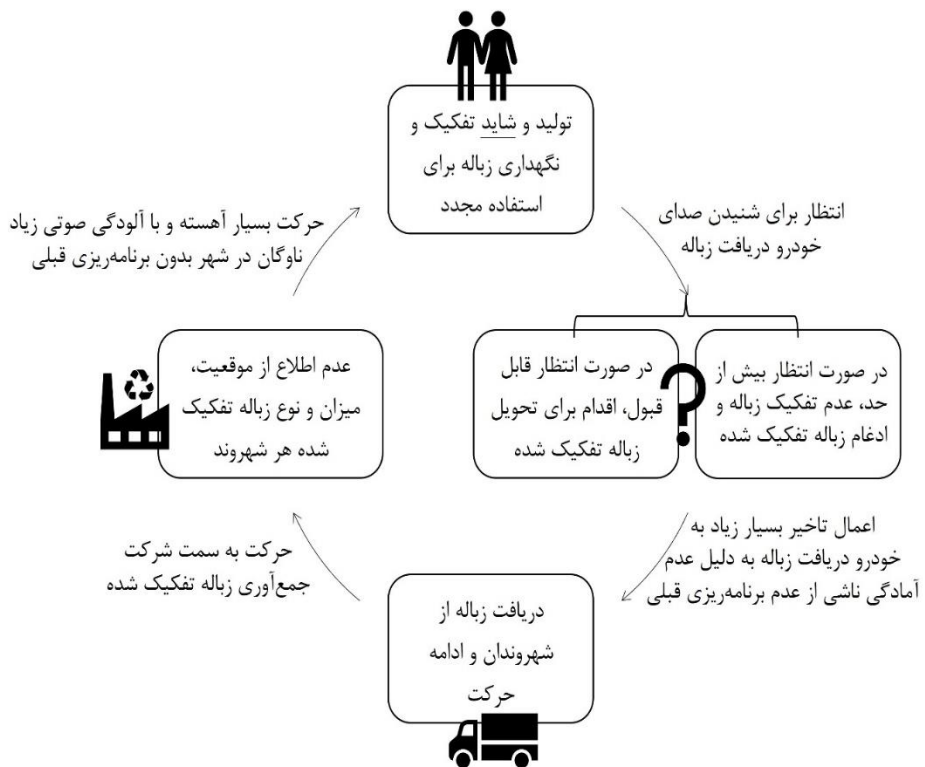 تولید و شاید تفکیک و
نگهداری زباله برای
استفاده مجدد
انتظار برای شنیدن صدای
خودرو دریافت زباله
در صورت انتظار بیش از
حد، عدم تفکیک زباله و
ادغام زباله تفکیک شده
?
در صورت انتظار قابل
قبول، اقدام برای تحویل
زباله تفکیک شده
اعمال تاخیر بسیار زیاد به
خودرو دریافت زباله به دلیل عدم
آمادگی ناشی از عدم برنامه‌ریزی قبلی
دریافت زباله از
شهروندان و ادامه
حرکت
حرکت به سمت شرکت
جمع‌آوری زباله تفکیک شده
عدم اطلاع از موقعیت،
میزان و نوع زباله تفکیک
شده هر شهروند
حرکت بسیار آهسته و با آلودگی صوتی زیاد
ناوگان در شهر بدون برنامه‌ریزی قبلی